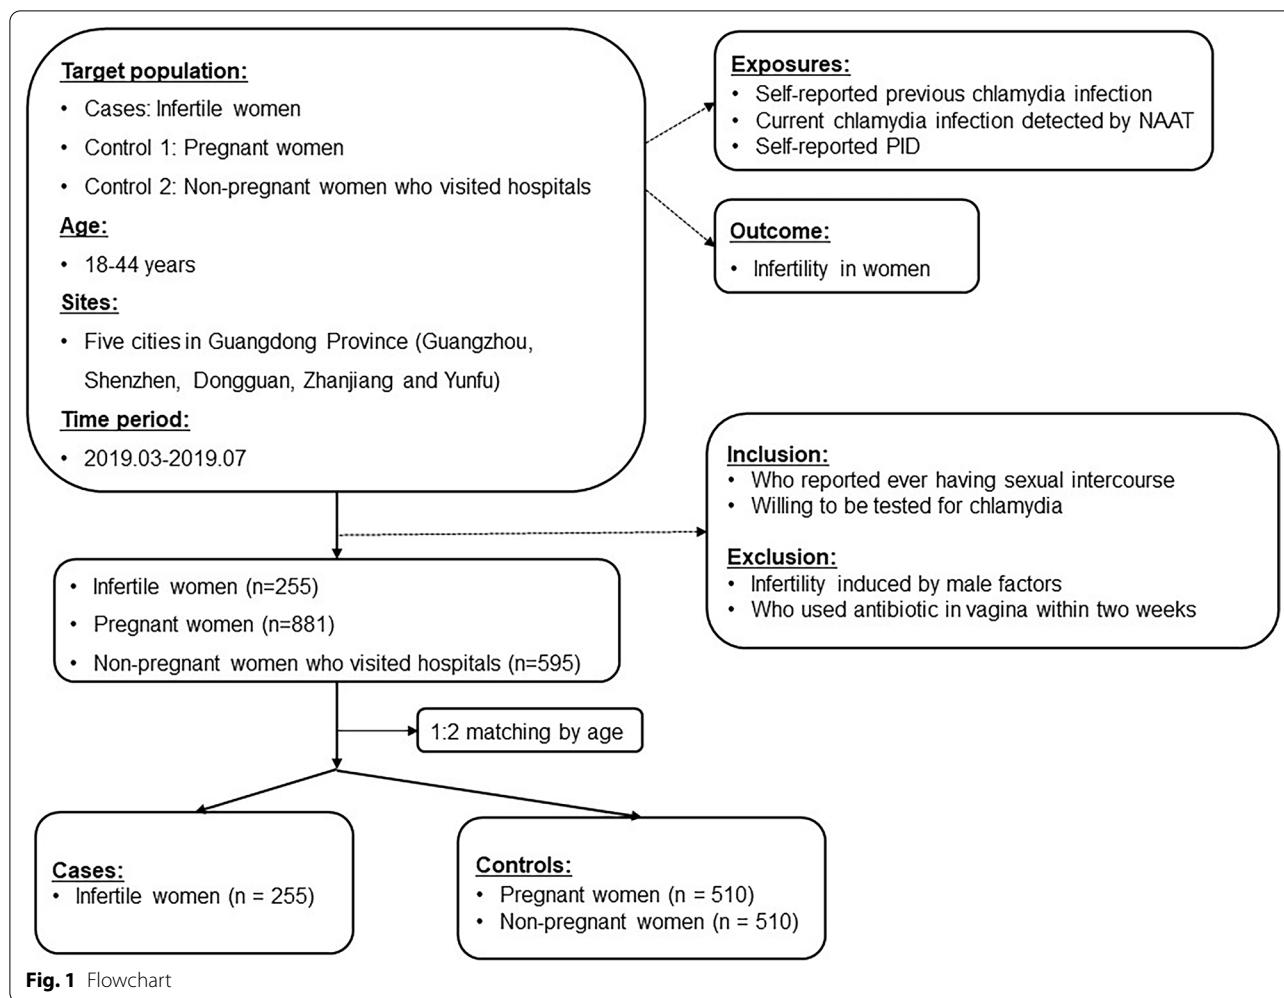 Target population:
• Cases: Infertile women
• Control 1: Pregnant women
• Control 2: Non-pregnant women who visited hospitals
Age:
• 18-44 years
Sites:
• Five cities in Guangdong Province (Guangzhou,
Shenzhen, Dongguan, Zhanjiang and Yunfu)
Time period:
• 2019.03-2019.07
Exposures:
• Self-reported previous chlamydia infection
• Current chlamydia infection detected by NAAT
• Self-reported PID
Outcome:
• Infertility in women
Inclusion:
• Who reported ever having sexual intercourse
• Willing to be tested for chlamydia
Exclusion:
• Infertility induced by male factors
• Who used antibiotic in vagina within two weeks
• Infertile women (n=255)
• Pregnant women (n=881)
• Non-pregnant women who visited hospitals (n=595)
1:2 matching by age
Cases:
• Infertile women (n = 255)
Controls:
• Pregnant women (n = 510)
• Non-pregnant women (n = 510)
Fig. 1 Flowchart